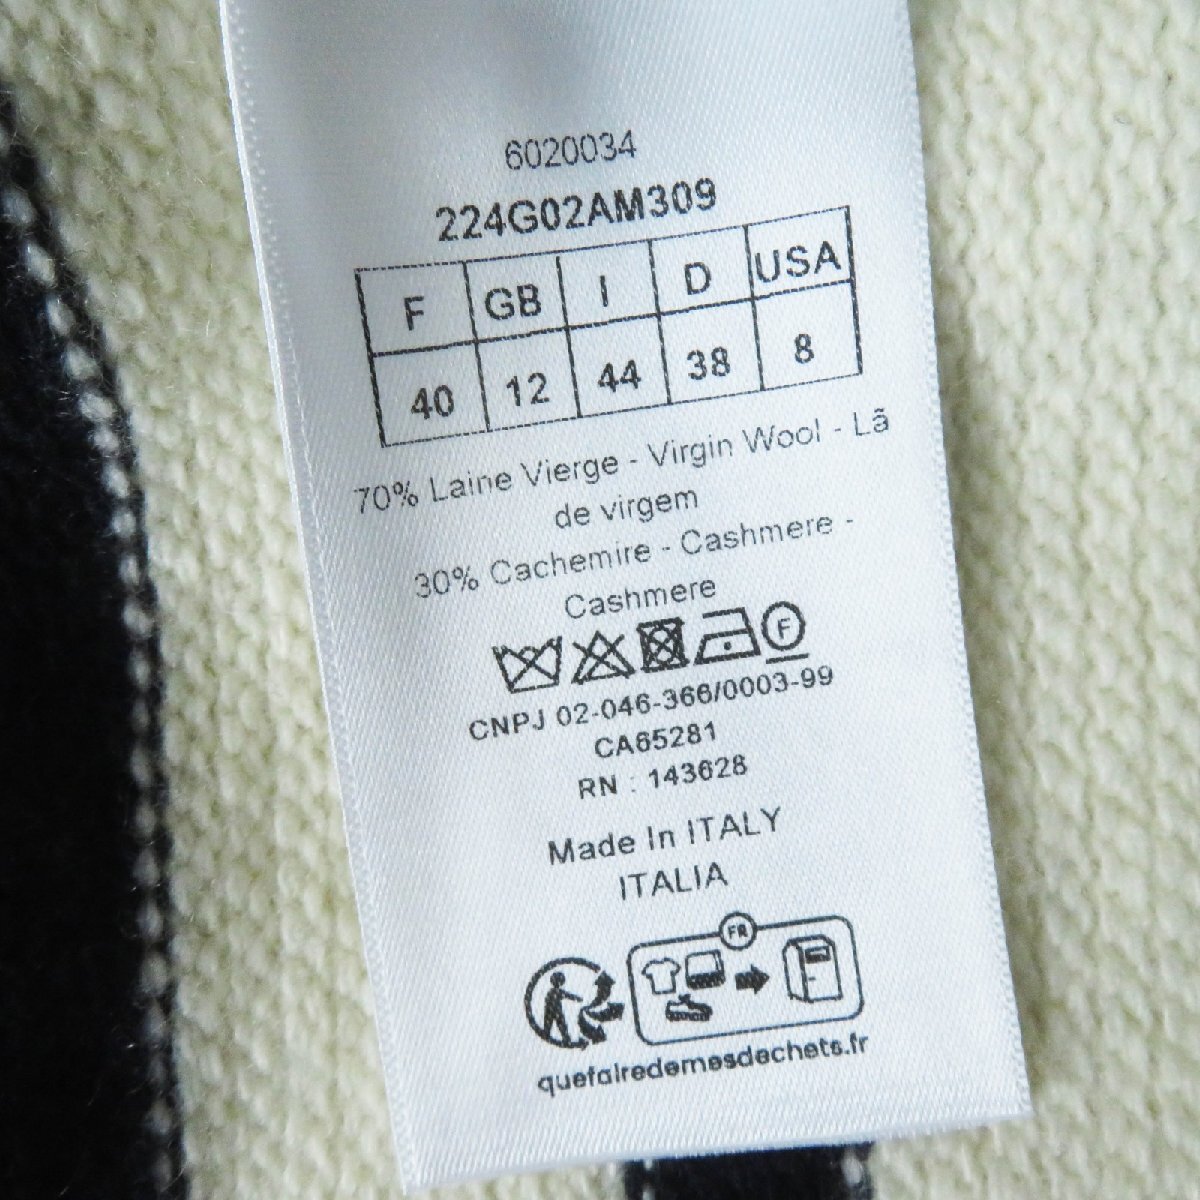 6020034
224G02AM309
F GB I D USA
40 12 44 38 8
70% Laine Vierge - Virgin Wool - Lã
de virgem
30% Cachemire - Cashmere -
Cashmere
F
CNPJ 02-046-366/0003-99
CA65281
RN : 143628
Made In ITALY
ITALIA
FR
quefairedemesdechets.fr